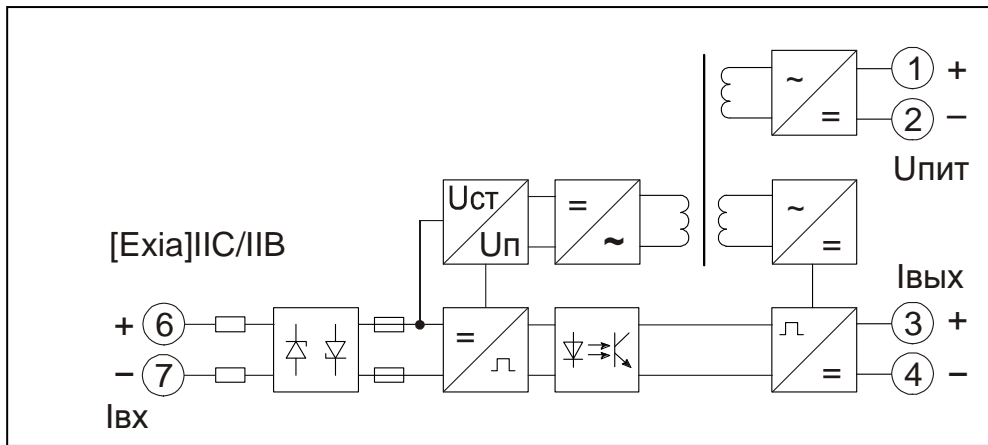 ~
=
1 +
2 −
Uпит
Uст
Uп
=
~
~
=
[Exia]IIC/IIB
Iвых
+ 6
=
3 +
− 7
=
4 −
Iвх